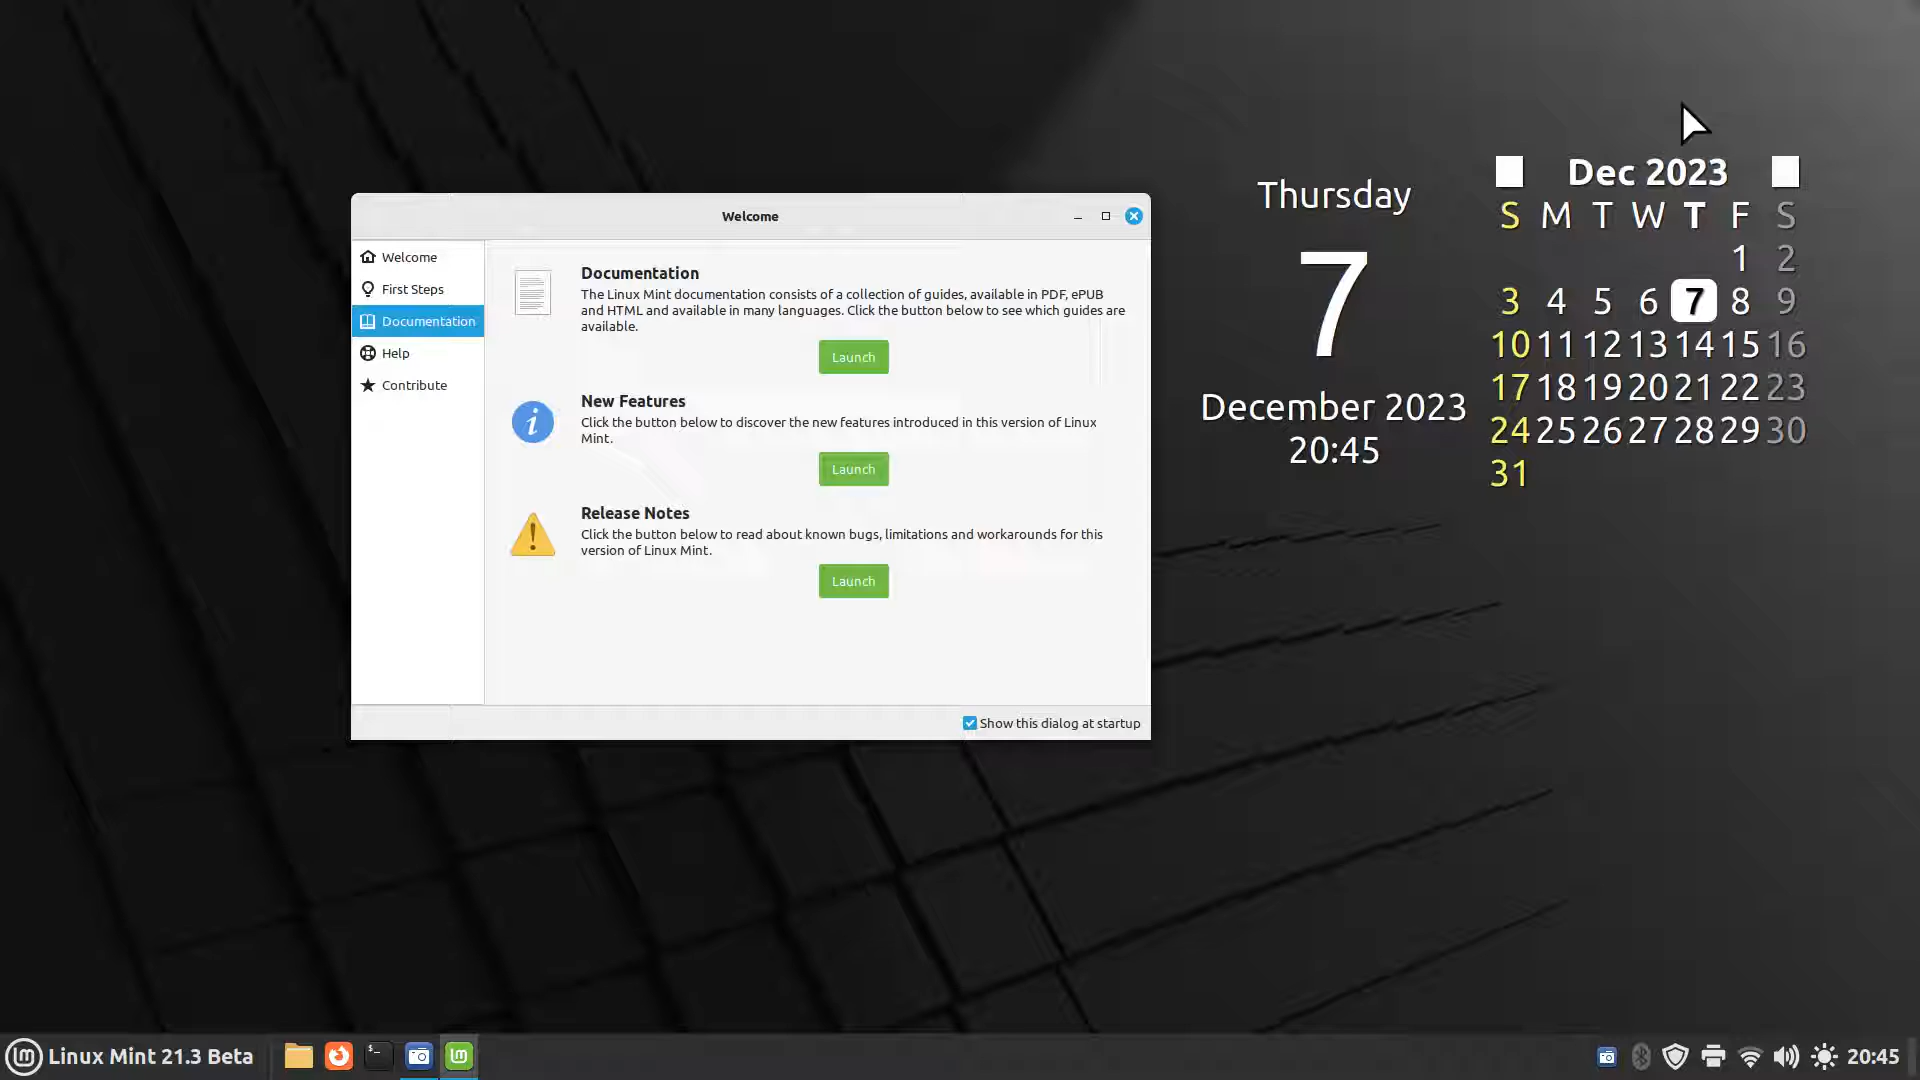 Welcome
Welcome
First Steps
Documentation
Help
Contribute
Documentation
The Linux Mint documentation consists of a collection of guides, available in PDF, ePUB
and HTML and available in many languages. Click the button below to see which guides are
available.
Launch
New Features
Click the button below to discover the new features introduced in this version of Linux
Mint.
Launch
Release Notes
Click the button below to read about known bugs, limitations and workarounds for this
version of Linux Mint.
Launch
Show this dialog at startup
Thursday
7
December 2023
20:45
Dec 2023
S M T W T F S
1 2
3 4 5 6 7 8 9
10 11 12 13 14 15 16
17 18 19 20 21 22 23
24 25 26 27 28 29 30
31
Linux Mint 21.3 Beta
20:45